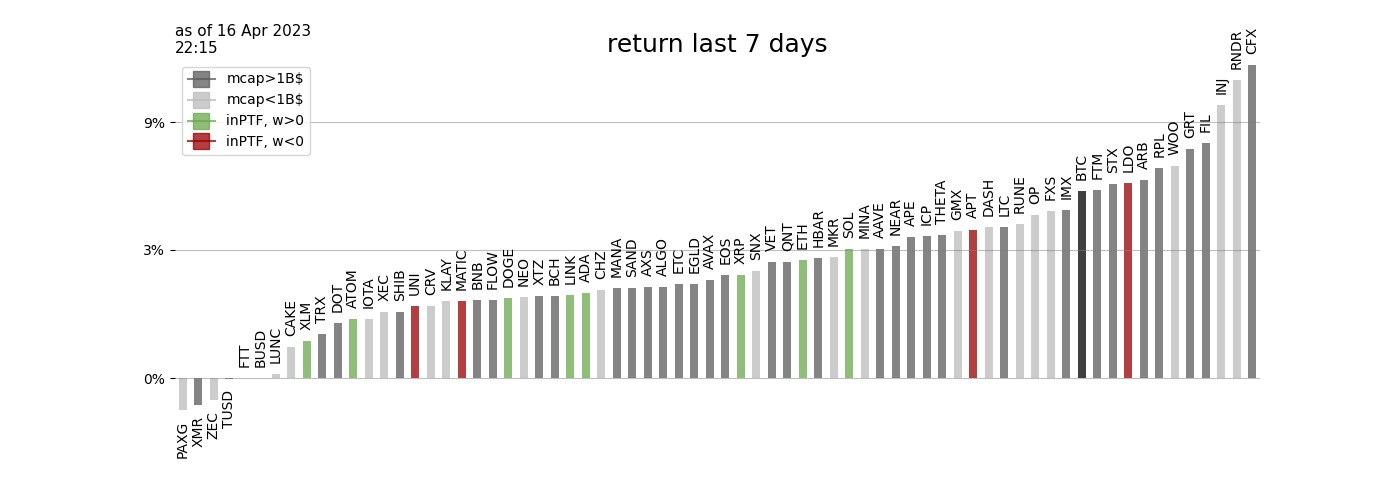 as of 16 Apr 2023
22:15
return last 7 days
mcap>1B$
mcap<1B$
inPTF, w>0
inPTF, w<0
9%
3%
0%
PAXG
XMR
ZEC
TUSD
FTT
BUSD
LUNC
CAKE
XLM
TRX
DOT
ATOM
IOTA
XEC
SHIB
UNI
CRV
KLAY
MATIC
BNB
FLOW
DOGE
NEO
XTZ
BCH
LINK
ADA
CHZ
MANA
SAND
AXS
ALGO
ETC
EGLD
AVAX
EOS
XRP
SNX
VET
QNT
ETH
HBAR
MKR
SOL
MINA
AAVE
NEAR
APE
ICP
THETA
GMX
APT
DASH
LTC
RUNE
OP
FXS
IMX
BTC
FTM
STX
LDO
ARB
RPL
WOO
GRT
FIL
INJ
RNDR
CFX